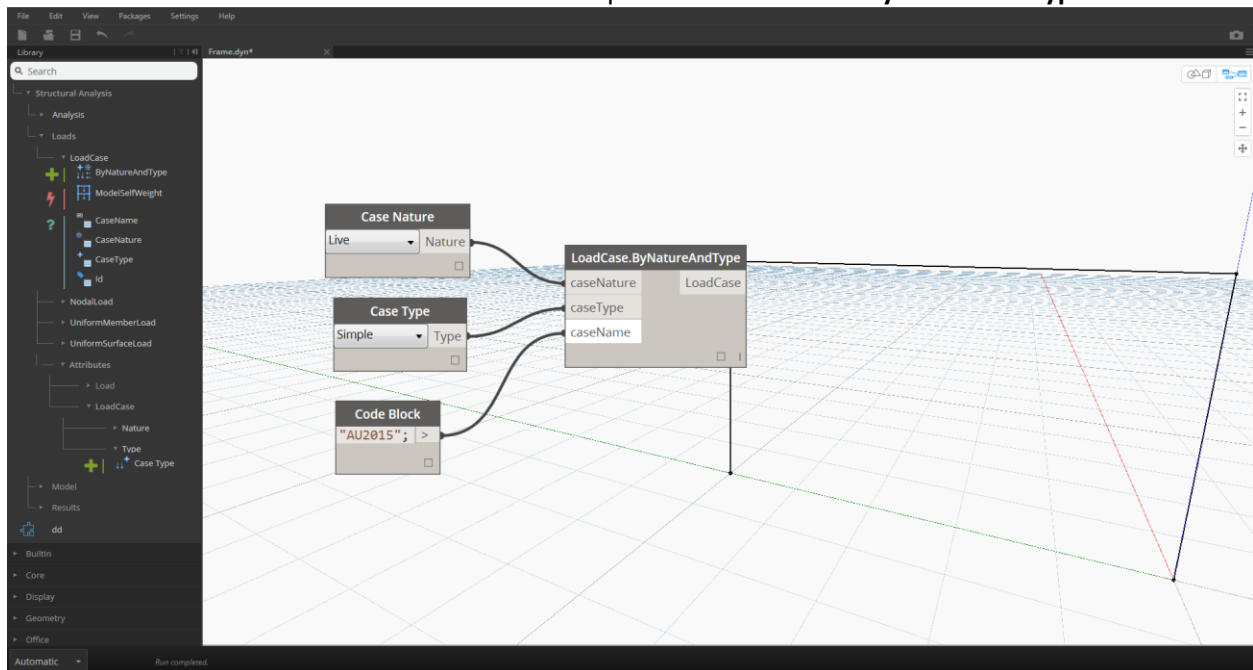 File Edit View Packages Settings Help
Library
Frame.dyn*
Search
Structural Analysis
Analysis
Loads
LoadCase
ByNatureAndType
ModelSelfWeight
CaseName
CaseNature
CaseType
Id
NodalLoad
UniformMemberLoad
UniformSurfaceLoad
Attributes
Load
LoadCase
Nature
Type
Case Type
Model
Results
dd
Builtin
Core
Display
Geometry
Office
Automatic
Run completed.
Case Nature
Live Nature
Case Type
Simple Type
Code Block
"AU2015"; >
LoadCase.ByNatureAndType
caseNature LoadCase
caseType
caseName